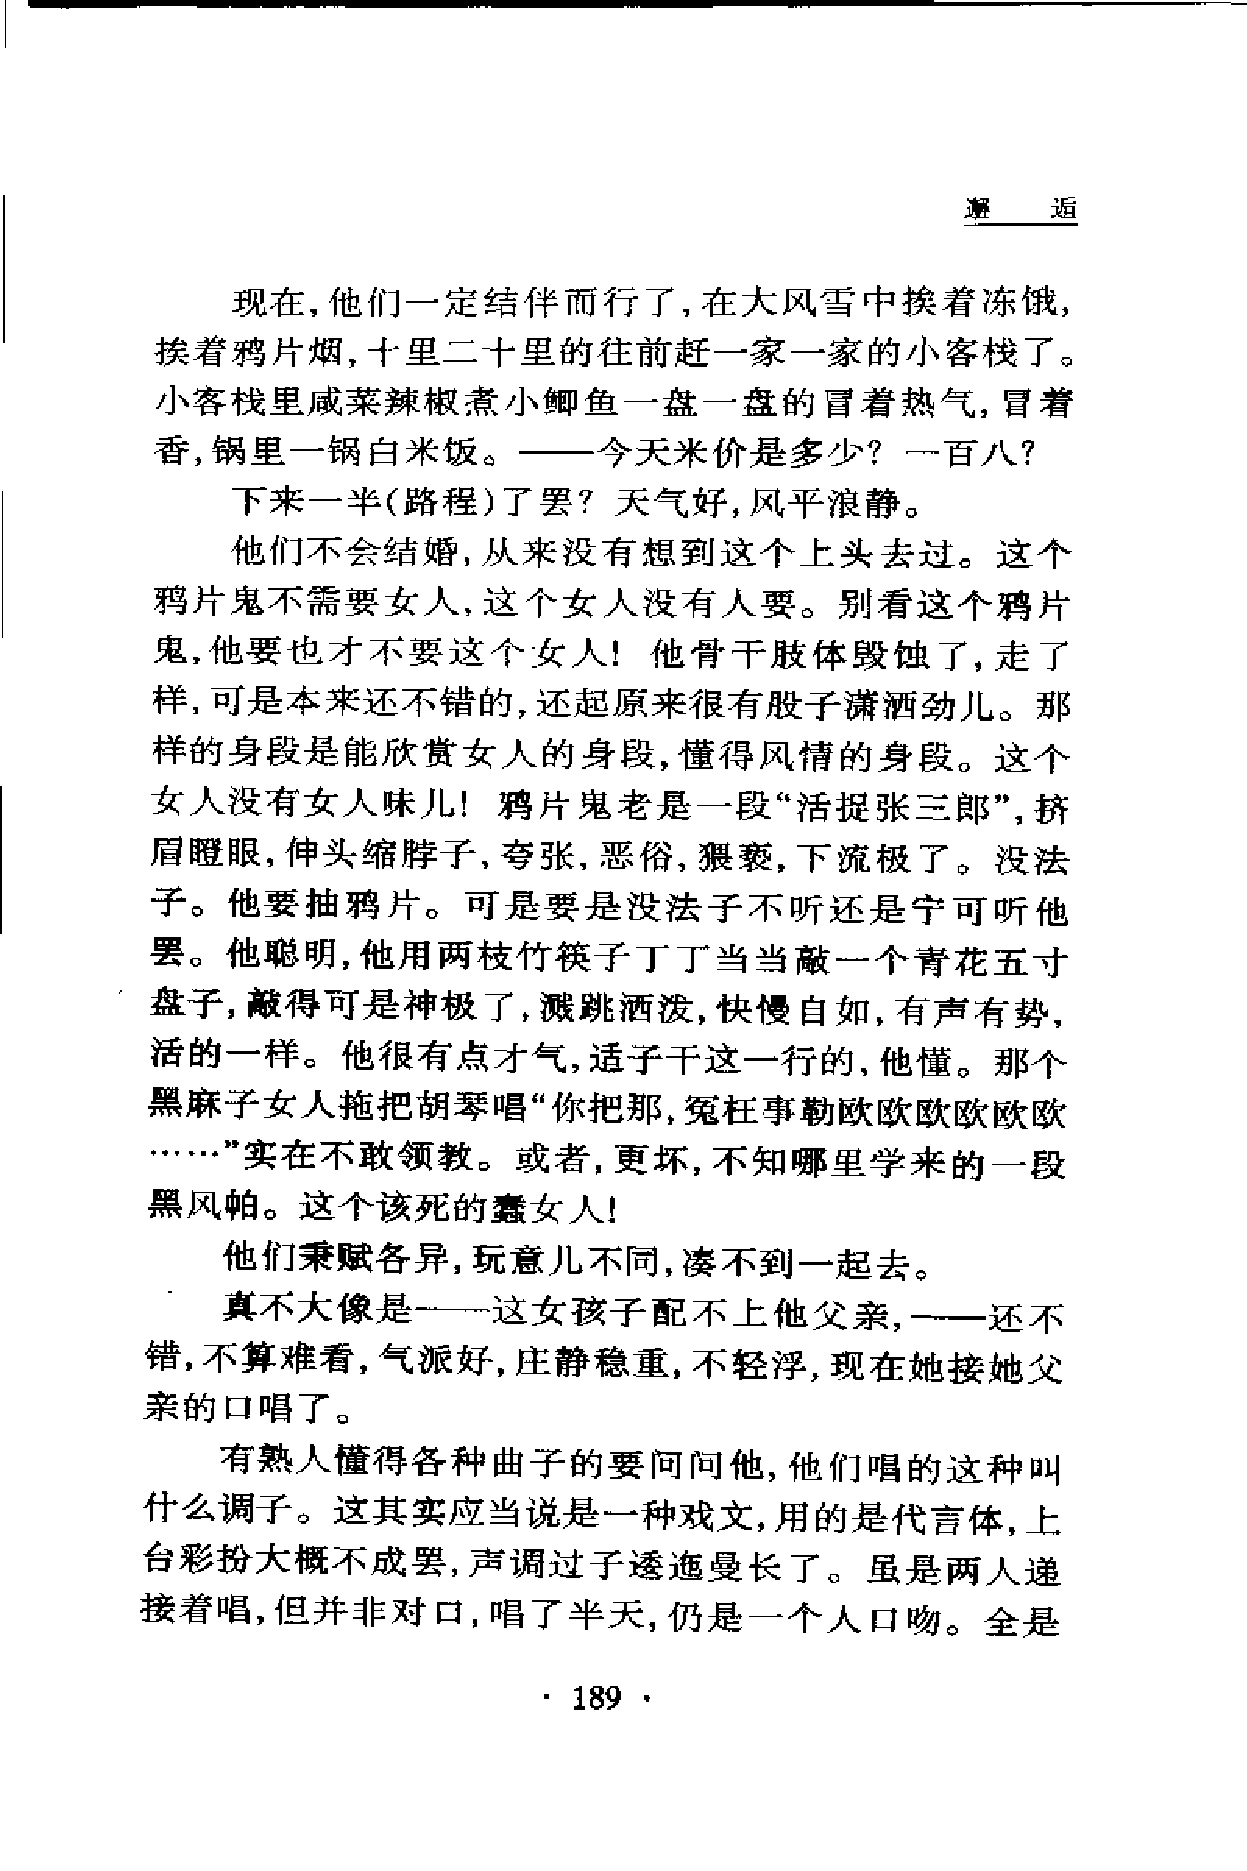 邂 逅
现在,他们一定结伴而行了,在大风雪中挨着冻饿,
挨着鸦片烟,十里二十里的往前赶一家一家的小客栈了。
小客栈里咸菜辣椒煮小鲫鱼一盘一盘的冒着热气,冒着
香,锅里一锅白米饭。——今天米价是多少?一百八?
下来一半(路程)了罢?天气好,风平浪静。
他们不会结婚,从来没有想到这个上头去过。这个
鸦片鬼不需要女人,这个女人没有人要。别看这个鸦片
鬼,他要也才不要这个女人!他骨干肢体毁蚀了,走了
样,可是本来还不错的,还起原来很有股子潇洒劲儿。那
样的身段是能欣赏女人的身段,懂得风情的身段。这个
女人没有女人味儿!鸦片鬼老是一段“活捉张三郎”,挤
眉瞪眼,伸头缩脖子,夸张,恶俗,猥亵,下流极了。没法
子。他要抽鸦片。可是要是没法子不听还是宁可听他
罢。他聪明,他用两枝竹筷子丁丁当当敲一个青花五寸
盘子,敲得可是神极了,溅跳洒泼,快慢自如,有声有势,
活的一样。他很有点才气,适于干这一行的,他懂。那个
黑麻子女人拖把胡琴唱“你把那,冤枉事勒欧欧欧欧欧欧
……”实在不敢领教。或者,更坏,不知哪里学来的一段
黑风帕。这个该死的蠢女人!
他们秉赋各异,玩意儿不同,凑不到一起去。
真不大像是——这女孩子配不上他父亲,——还不
错,不算难看,气派好,庄静稳重,不轻浮,现在她接她父
亲的口唱了。
有熟人懂得各种曲子的要问问他,他们唱的这种叫
什么调子。这其实应当说是一种戏文,用的是代言体,上
台彩扮大概不成罢,声调过于逶迤曼长了。虽是两人递
接着唱,但并非对口,唱了半天,仍是一个人口吻。全是
· 189 ·